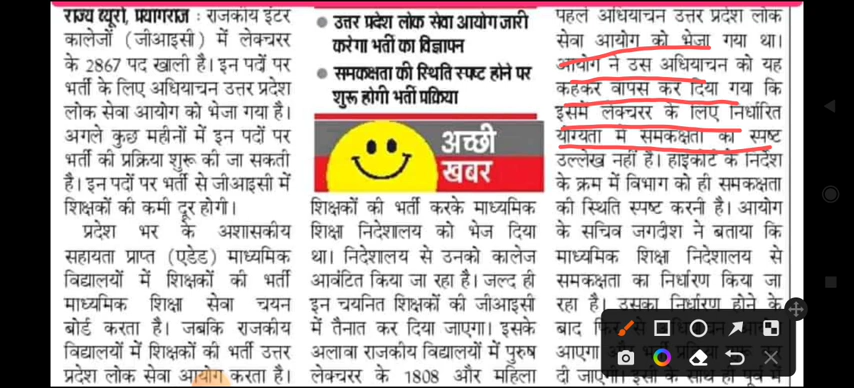 राज्य ब्यूरो, प्रयागराज : राजकीय इंटर
कालेजों (जीआइसी) में लेक्चरर
के 2867 पद खाली है। इन पदों पर
भर्ती के लिए अधियाचन उत्तर प्रदेश
लोक सेवा आयोग को भेजा गया है।
अगले कुछ महीनों में इन पदों पर
भर्ती की प्रक्रिया शुरू की जा सकती
है। इन पदों पर भर्ती से जीआइसी में
शिक्षकों की कमी दूर होगी।
प्रदेश भर के अशासकीय
सहायता प्राप्त (एडेड) माध्यमिक
विद्यालयों में शिक्षकों की भर्ती
माध्यमिक शिक्षा सेवा चयन
बोर्ड करता है। जबकि राजकीय
विद्यालयों में शिक्षकों की भर्ती उत्तर
प्रदेश लोक सेवा आयोग करता है।
उत्तर प्रदेश लोक सेवा आयोग जारी
करेगा भर्ती का विज्ञापन
समकक्षता की स्थिति स्पष्ट होने पर
शुरू होगी भर्ती प्रक्रिया
अच्छी
खबर
शिक्षकों की भर्ती करके माध्यमिक
शिक्षा निदेशालय को भेज दिया
था। निदेशालय से उनको कालेज
आवंटित किया जा रहा है। जल्द ही
इन चयनित शिक्षकों की जीआइसी
में तैनात कर दिया जाएगा। इसके
अलावा राजकीय विद्यालयों में पुरुष
लेक्चरर के 1808 और महिला
पहले अधियाचन उत्तर प्रदेश लोक
सेवा आयोग को भेजा गया था।
आयोग ने उस अधियाचन को यह
कहकर वापस कर दिया गया कि
इसमें लेक्चरर के लिए निर्धारित
योग्यता में समकक्षता का स्पष्ट
उल्लेख नहीं है। हाइकोर्ट के निर्देश
के क्रम में विभाग को ही समकक्षता
की स्थिति स्पष्ट करनी है। आयोग
के सचिव जगदीश ने बताया कि
माध्यमिक शिक्षा निदेशालय से
समकक्षता का निर्धारण किया जा
रहा है। उसका निर्धारण होने के
बाद
आएगा
दी जाएगी।